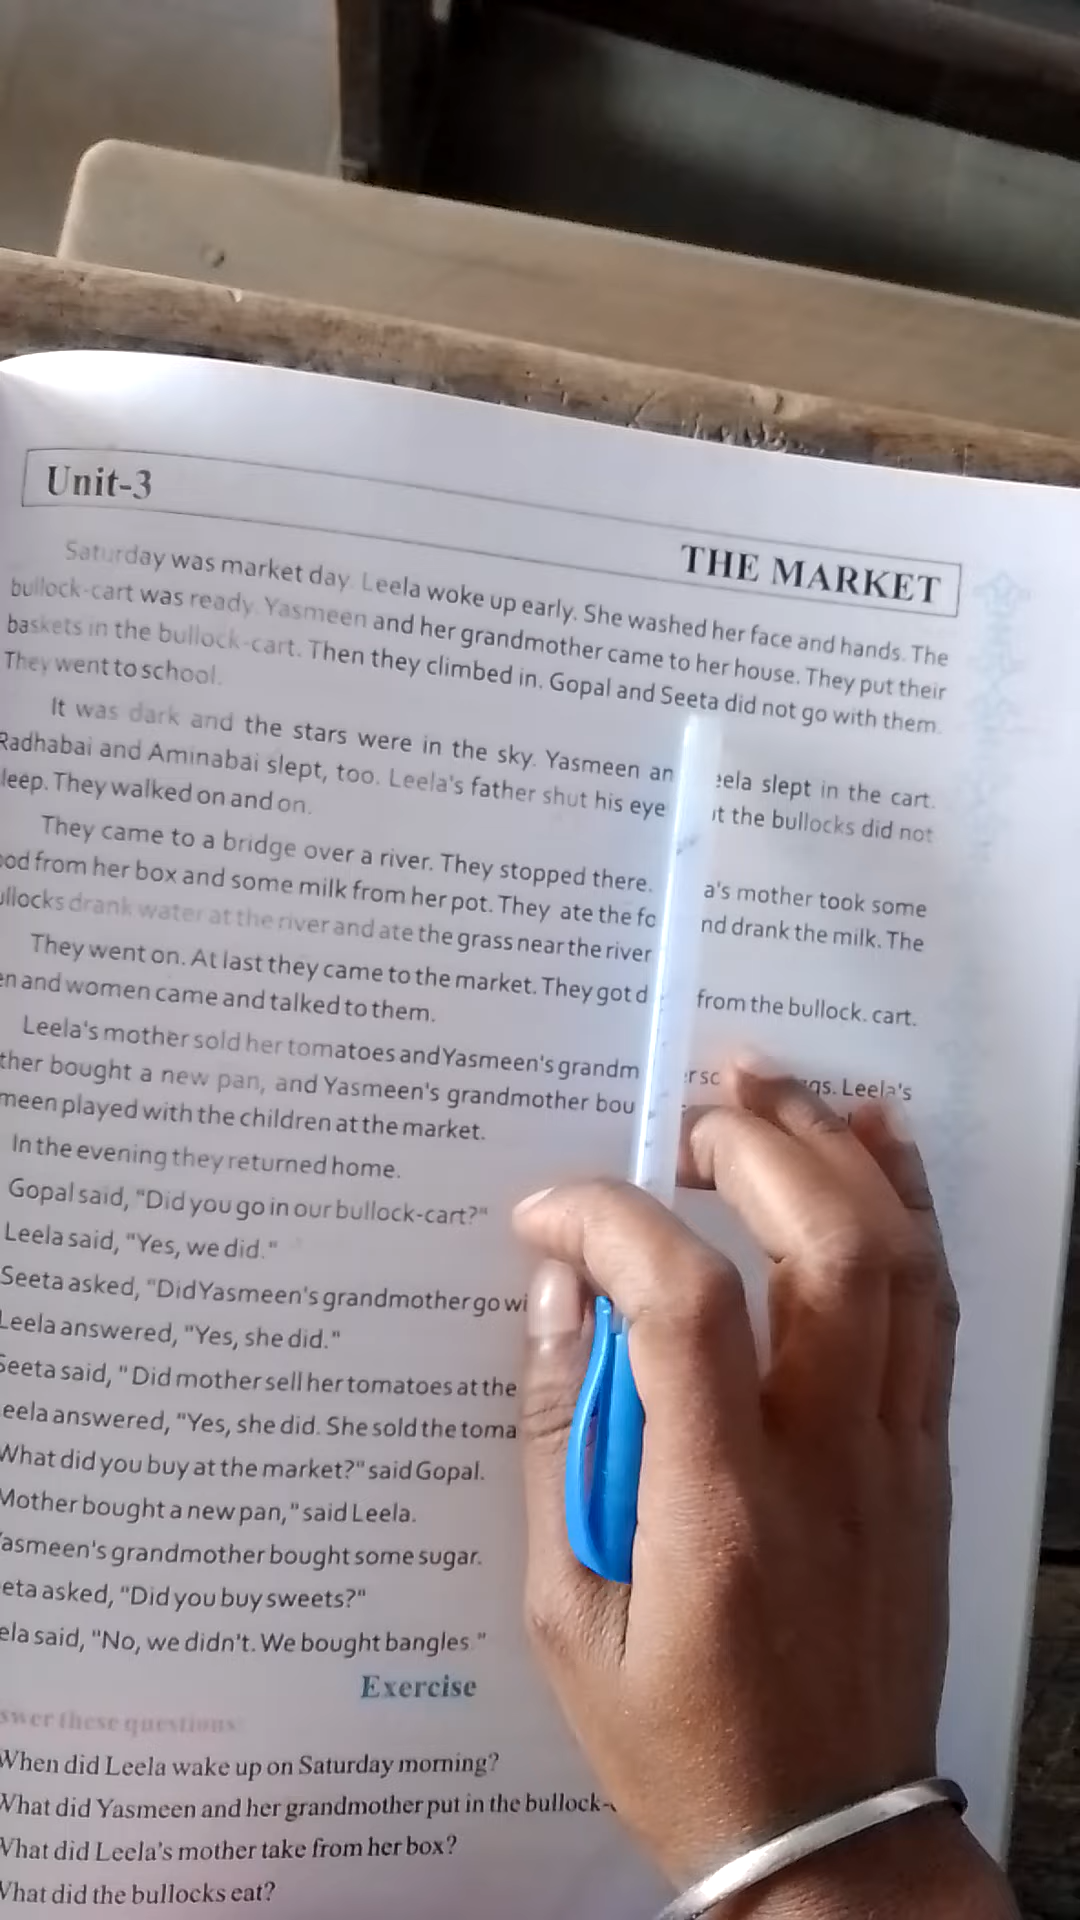 Unit-3
THE MARKET
Saturday was market day. Leela woke up early. She washed her face and hands. The
bullock-cart was ready. Yasmeen and her grandmother came to her house. They put their
baskets in the bullock-cart. Then they climbed in. Gopal and Seeta did not go with them.
They went to school.
It was dark and the stars were in the sky. Yasmeen an eela slept in the cart.
Radhabai and Aminabai slept, too. Leela's father shut his eye ut the bullocks did not
leep. They walked on and on.
They came to a bridge over a river. They stopped there. a's mother took some
ood from her box and some milk from her pot. They ate the fo nd drank the milk. The
ullocks drank water at the river and ate the grass near the river
They went on. At last they came to the market. They got d from the bullock. cart.
en and women came and talked to them.
Leela's mother sold her tomatoes and Yasmeen's grandm er so gs. Leela's
ther bought a new pan, and Yasmeen's grandmother bou
meen played with the children at the market.
In the evening they returned home.
Gopal said, "Did you go in our bullock-cart?"
Leela said, "Yes, we did."
Seeta asked, "Did Yasmeen's grandmother go wi
Leela answered, "Yes, she did."
Seeta said, "Did mother sell her tomatoes at the
eela answered, "Yes, she did. She sold the toma
What did you buy at the market?" said Gopal.
Mother bought a new pan," said Leela.
Yasmeen's grandmother bought some sugar.
eta asked, "Did you buy sweets?"
ela said, "No, we didn't. We bought bangles."
Exercise
swer these questions:
When did Leela wake up on Saturday morning?
What did Yasmeen and her grandmother put in the bullock-
What did Leela's mother take from her box?
What did the bullocks eat?